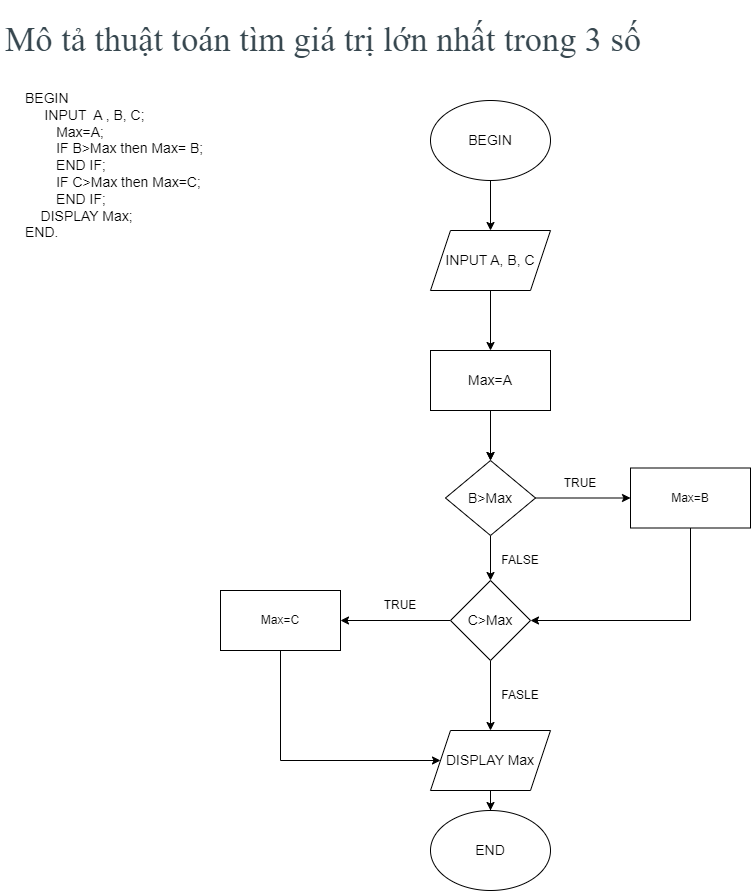 Mô tả thuật toán tìm giá trị lớn nhất trong 3 số
BEGIN
INPUT A , B, C;
Max=A;
IF B>Max then Max= B;
END IF;
IF C>Max then Max=C;
END IF;
DISPLAY Max;
END.
BEGIN
INPUT A, B, C
Max=A
B>Max
TRUE
Max=B
FALSE
C>Max
TRUE
Max=C
FASLE
DISPLAY Max
END